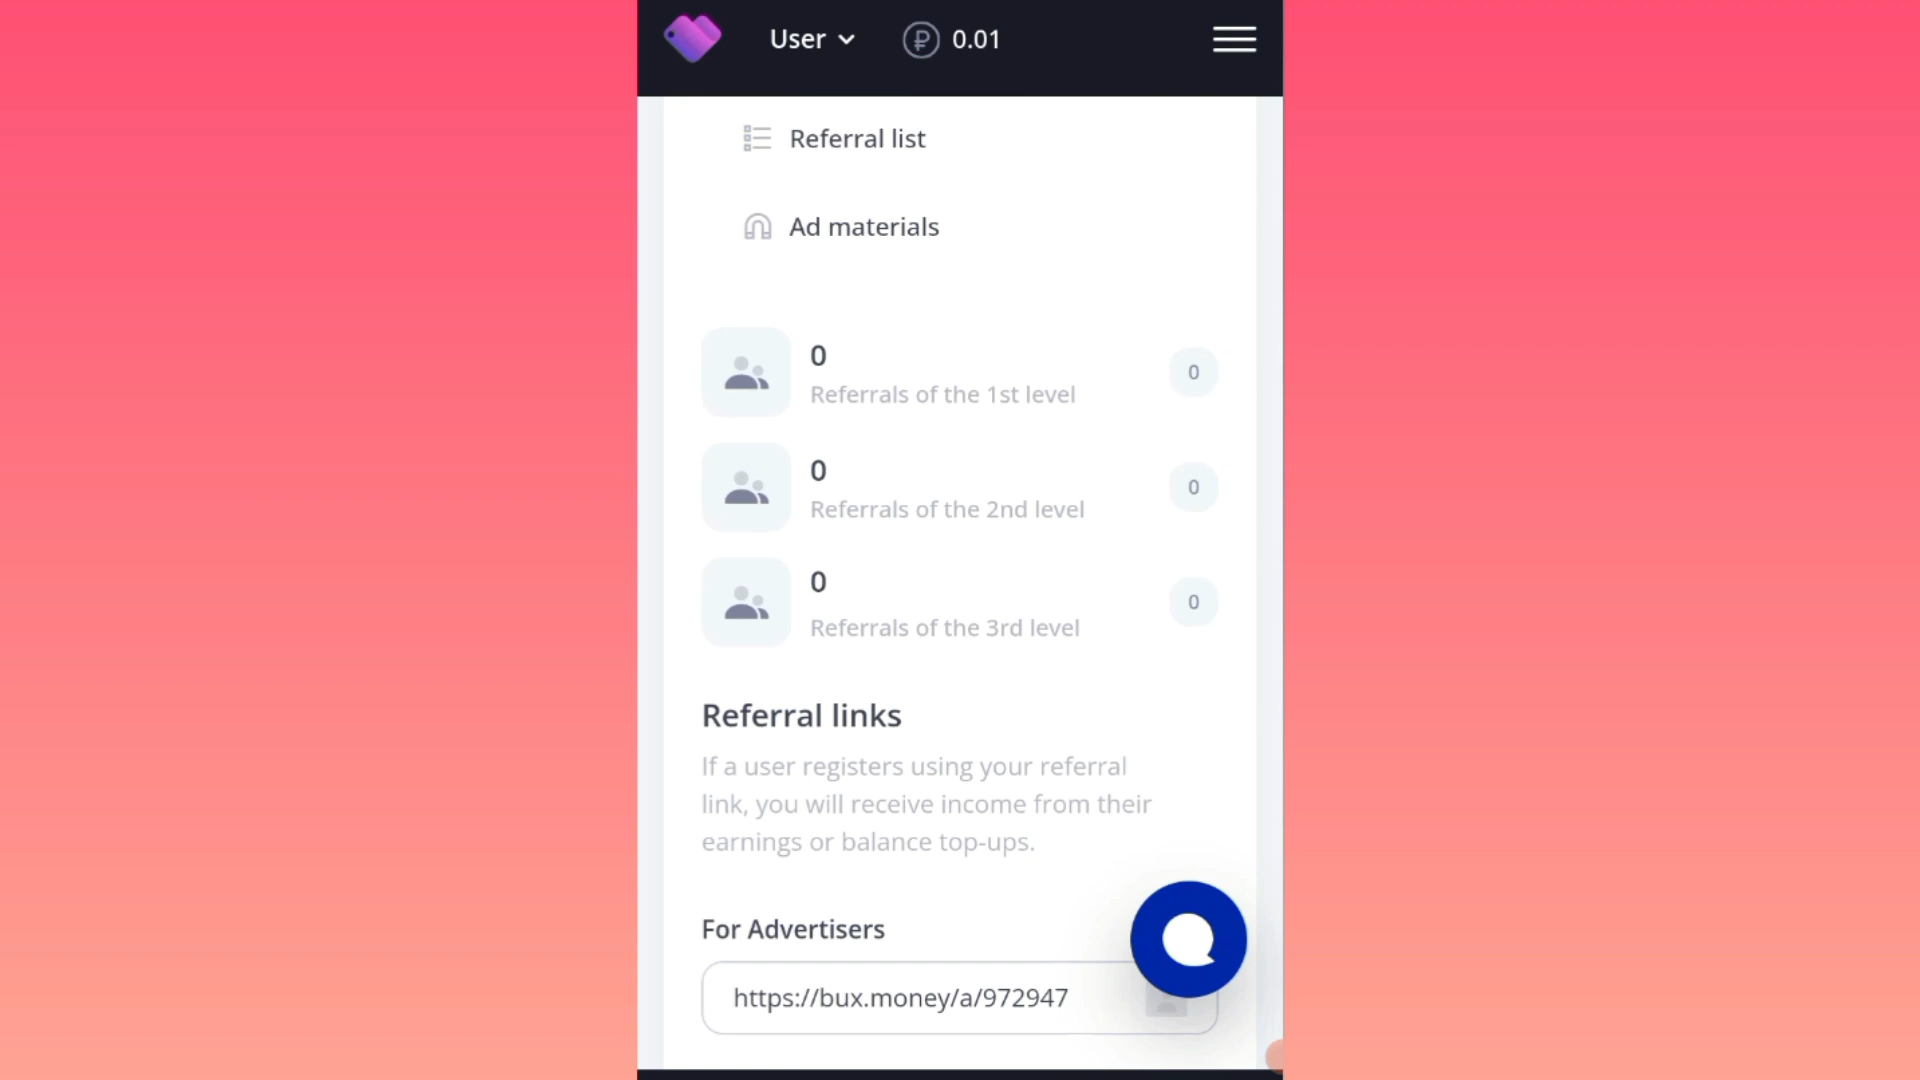 User
0.01
Referral list
Ad materials
0
Referrals of the 1st level
0
0
Referrals of the 2nd level
0
0
Referrals of the 3rd level
0
Referral links
If a user registers using your referral
link, you will receive income from their
earnings or balance top-ups.
For Advertisers
https://bux.money/a/972947